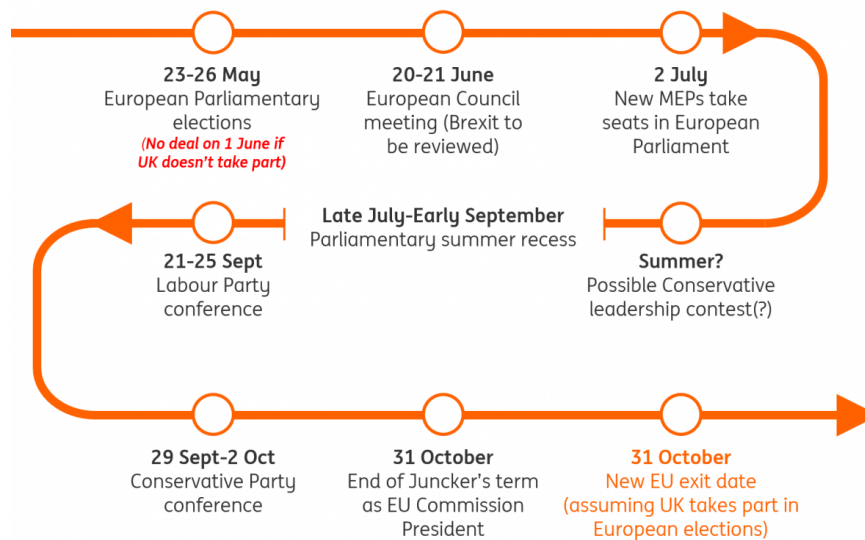 23-26 May
European Parliamentary
elections
(No deal on 1 June if
UK doesn't take part)
20-21 June
European Council
meeting (Brexit to
be reviewed)
2 July
New MEPs take
seats in European
Parliament
Summer?
Possible Conservative
leadership contest(?)
Late July-Early September
Parliamentary summer recess
21-25 Sept
Labour Party
conference
29 Sept-2 Oct
Conservative Party
conference
31 October
End of Juncker's term
as EU Commission
President
31 October
New EU exit date
(assuming UK takes part in
European elections)